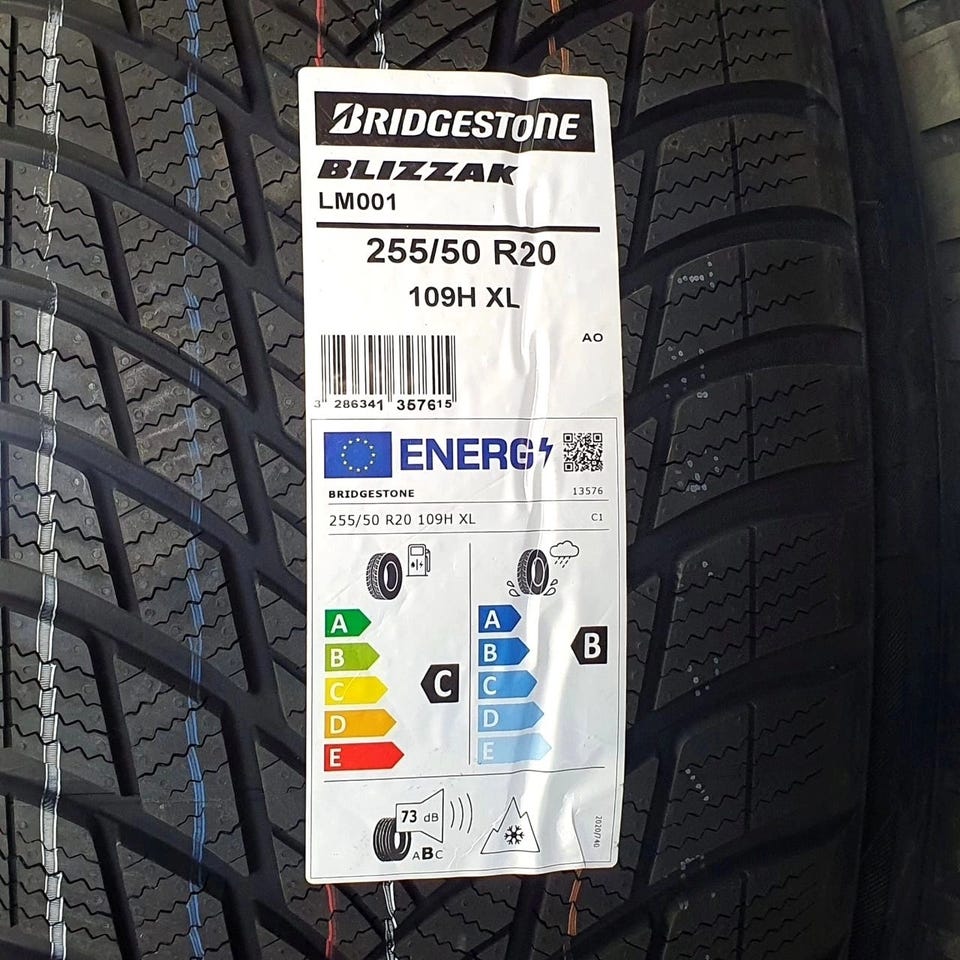 BRIDGESTONE
BLIZZAK
LM001
255/50 R20
109H XL
AO
3 286341 357615
ENERG
BRIDGESTONE 13576
255/50 R20 109H XL C1
A A
B B B
C C C
D D
E E
73 dB
ABC
2020/740